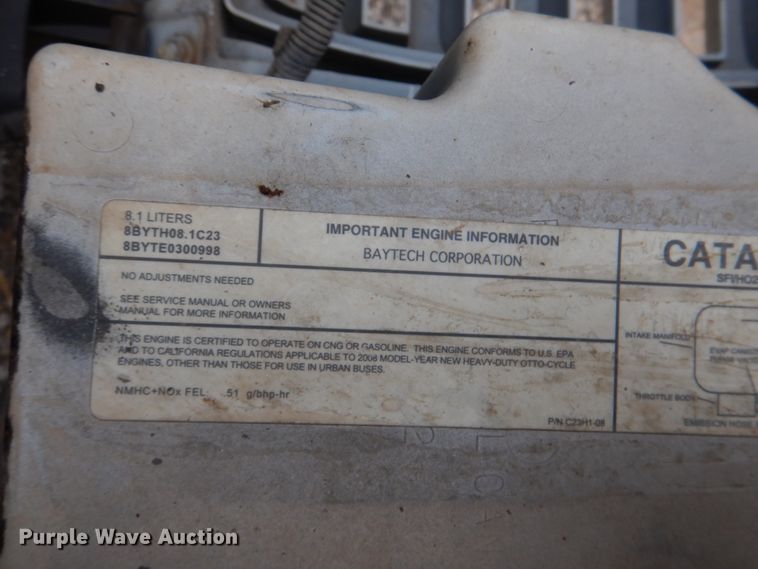 8.1 LITERS
8BYTH08.1C23
8BYTE0300998
IMPORTANT ENGINE INFORMATION
BAYTECH CORPORATION
CATA
SFI/HO2
NO ADJUSTMENTS NEEDED
SEE SERVICE MANUAL OR OWNERS
MANUAL FOR MORE INFORMATION
THIS ENGINE IS CERTIFIED TO OPERATE ON CNG OR GASOLINE. THIS ENGINE CONFORMS TO U.S. EPA
AND TO CALIFORNIA REGULATIONS APPLICABLE TO 2008 MODEL-YEAR NEW HEAVY-DUTY OTTO-CYCLE
ENGINES, OTHER THAN THOSE FOR USE IN URBAN BUSES.
NMHC+NOx FEL: .51 g/bhp-hr
P/N C23H1-08
INTAKE MANIFOLD
EVAP CANIS
THROTTLE BODY
EMISSION HOSE
Purple Wave Auction